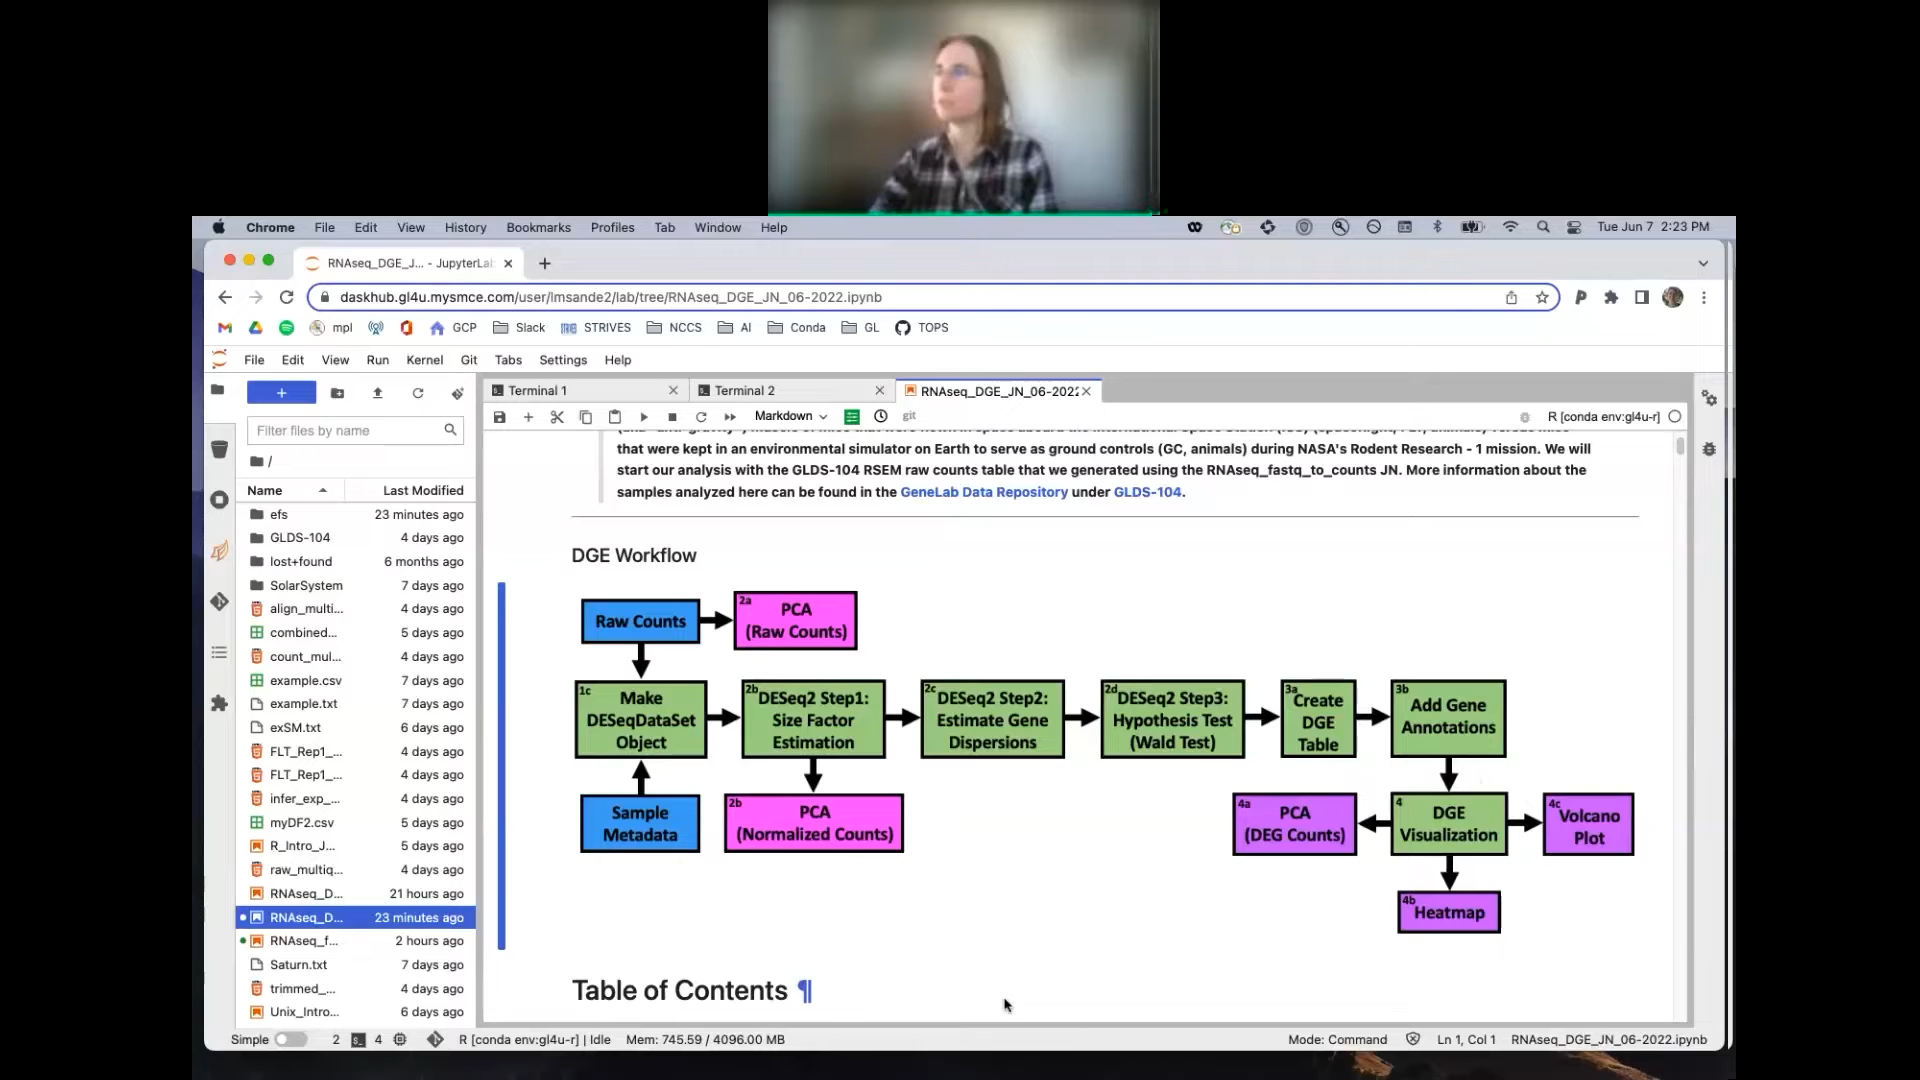 Chrome File Edit View History Bookmarks Profiles Tab Window Help Tue Jun 7 2:23 PM
RNAseq_DGE_J... - JupyterLa
daskhub.gl4u.mysmce.com/user/lmsande2/lab/tree/RNAseq_DGE_JN_06-2022.ipynb
mpl GCP Slack STRIVES NCCS AI Conda GL TOPS
File Edit View Run Kernel Git Tabs Settings Help
Terminal 1 Terminal 2 RNAseq_DGE_JN_06-2022
Markdown git R [conda env:gl4u-r]
Filter files by name
/
Name Last Modified
efs 23 minutes ago
GLDS-104 4 days ago
lost+found 6 months ago
SolarSystem 7 days ago
align_multi... 4 days ago
combined... 5 days ago
count_mul... 4 days ago
example.csv 7 days ago
example.txt 7 days ago
exSM.txt 6 days ago
FLT_Rep1_... 4 days ago
FLT_Rep1_... 4 days ago
infer_exp_... 4 days ago
myDF2.csv 5 days ago
R_Intro_J... 5 days ago
raw_multiq... 4 days ago
RNAseq_D... 21 hours ago
RNAseq_D... 23 minutes ago
RNAseq_f... 2 hours ago
Saturn.txt 7 days ago
trimmed_... 4 days ago
Unix_Intro... 6 days ago
that were kept in an environmental simulator on Earth to serve as ground controls (GC, animals) during NASA's Rodent Research - 1 mission. We will
start our analysis with the GLDS-104 RSEM raw counts table that we generated using the RNAseq_fastq_to_counts JN. More information about the
samples analyzed here can be found in the GeneLab Data Repository under GLDS-104.
DGE Workflow
Raw Counts
2a
PCA
(Raw Counts)
1c
Make
DESeqDataSet
Object
2b
DESeq2 Step1:
Size Factor
Estimation
2c
DESeq2 Step2:
Estimate Gene
Dispersions
2d
DESeq2 Step3:
Hypothesis Test
(Wald Test)
3a
Create
DGE
Table
3b
Add Gene
Annotations
Sample
Metadata
2b
PCA
(Normalized Counts)
4a
PCA
(DEG Counts)
4
DGE
Visualization
4c
Volcano
Plot
4b
Heatmap
Table of Contents ¶
Simple 2 4 R [conda env:gl4u-r] | Idle Mem: 745.59 / 4096.00 MB Mode: Command Ln 1, Col 1 RNAseq_DGE_JN_06-2022.ipynb